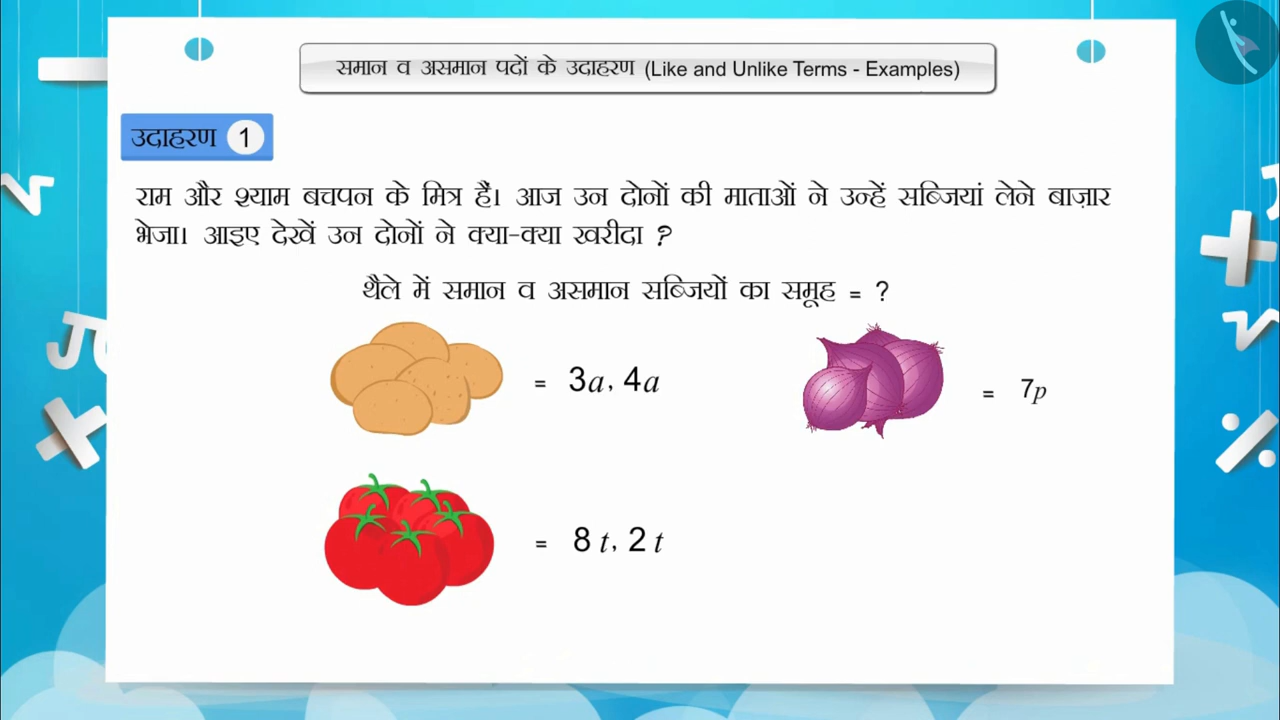 समान व असमान पदों के उदाहरण (Like and Unlike Terms - Examples)
उदाहरण 1
राम और श्याम बचपन के मित्र हैं। आज उन दोनों की माताओं ने उन्हें सब्जियां लेने बाज़ार
भेजा। आइए देखें उन दोनों ने क्या-क्या खरीदा ?
थैले में समान व असमान सब्जियों का समूह = ?
= 3a, 4a
= 7p
= 8 t, 2 t